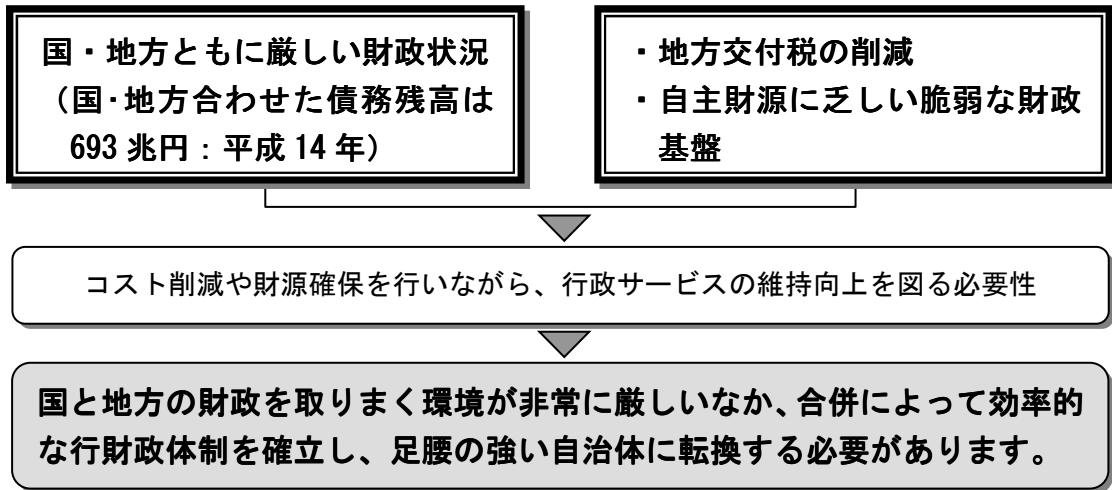 国・地方ともに厳しい財政状況
（国・地方合わせた債務残高は
693 兆円：平成 14 年）
・地方交付税の削減
・自主財源に乏しい脆弱な財政
基盤
コスト削減や財源確保を行いながら、行政サービスの維持向上を図る必要性
国と地方の財政を取りまく環境が非常に厳しいなか、合併によって効率的
な行財政体制を確立し、足腰の強い自治体に転換する必要があります。